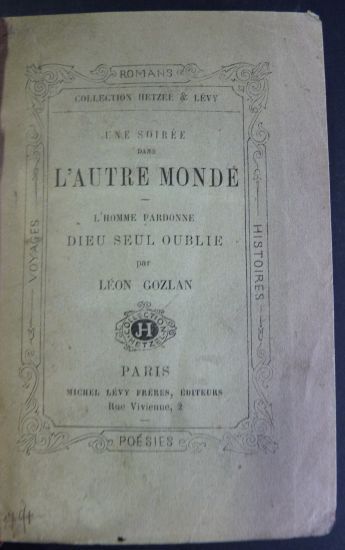 ROMANS
COLLECTION HETZEL & LÉVY
UNE SOIRÉE
DANS
L'AUTRE MONDE
L'HOMME PARDONNE
DIEU SEUL OUBLIE
par
LÉON GOZLAN
VOYAGES
HISTOIRES
COLLECTION
JH
HETZEL
PARIS
MICHEL LÉVY FRÈRES, ÉDITEURS
Rue Vivienne, 2
POÉSIES